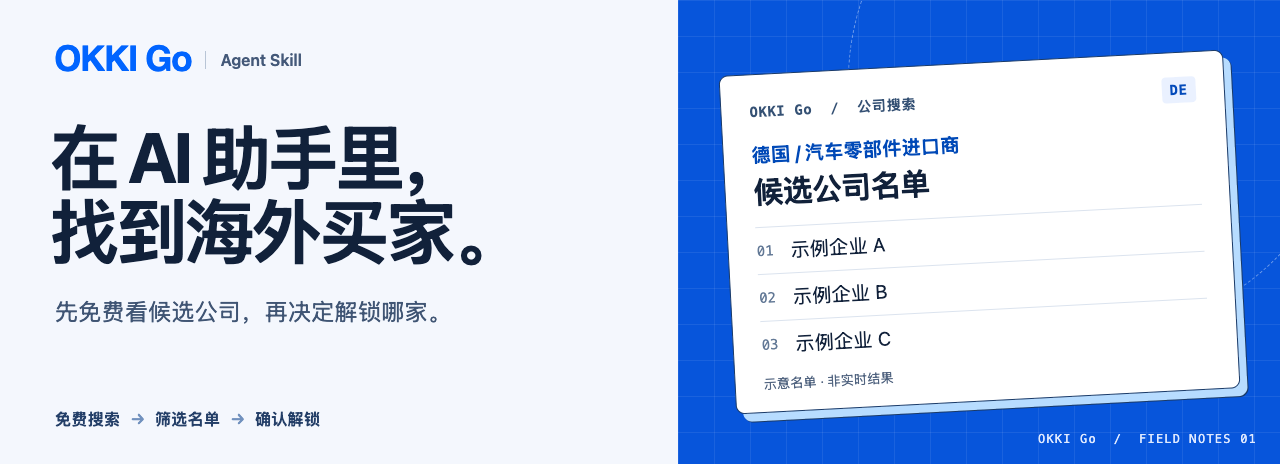 OKKI Go | Agent Skill
在 AI 助手里，
找到海外买家。
先免费看候选公司，再决定解锁哪家。
免费搜索 → 筛选名单 → 确认解锁
OKKI Go / 公司搜索
DE
德国 / 汽车零部件进口商
候选公司名单
01 示例企业 A
02 示例企业 B
03 示例企业 C
示意名单 · 非实时结果
OKKI Go / FIELD NOTES 01